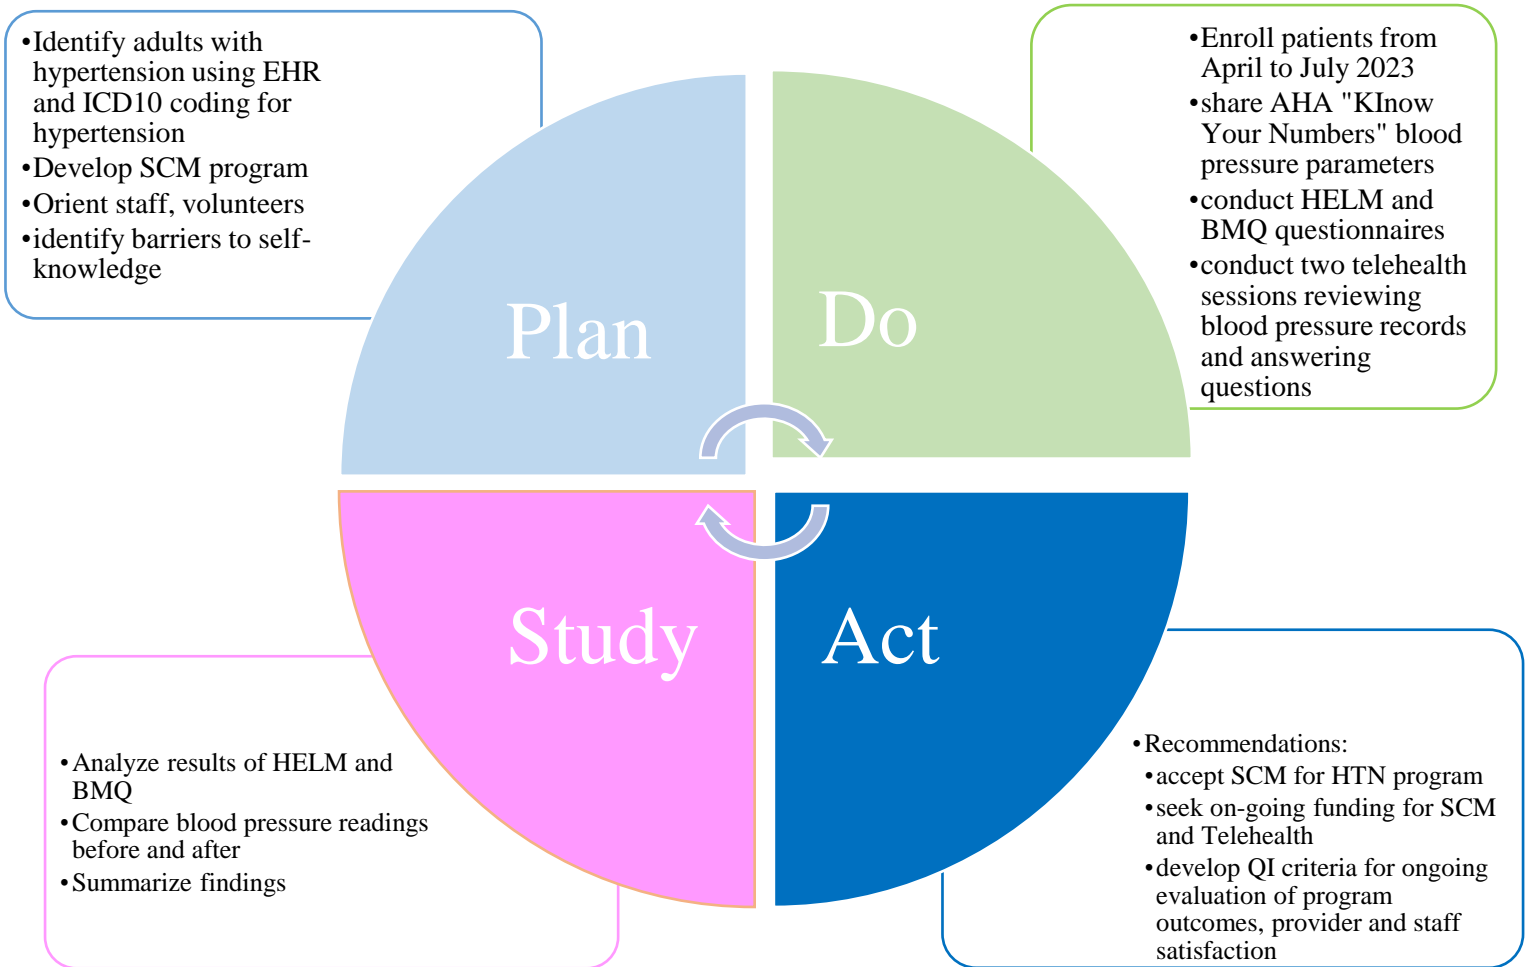 •Identify adults with
hypertension using EHR
and ICD10 coding for
hypertension
•Develop SCM program
•Orient staff, volunteers
•identify barriers to self-
knowledge
Plan
•Enroll patients from
April to July 2023
•share AHA "KInow
Your Numbers" blood
pressure parameters
•conduct HELM and
BMQ questionnaires
•conduct two telehealth
sessions reviewing
blood pressure records
and answering
questions
Do
Study
•Analyze results of HELM and
BMQ
•Compare blood pressure readings
before and after
•Summarize findings
Act
•Recommendations:
•accept SCM for HTN program
•seek on-going funding for SCM
and Telehealth
•develop QI criteria for ongoing
evaluation of program
outcomes, provider and staff
satisfaction